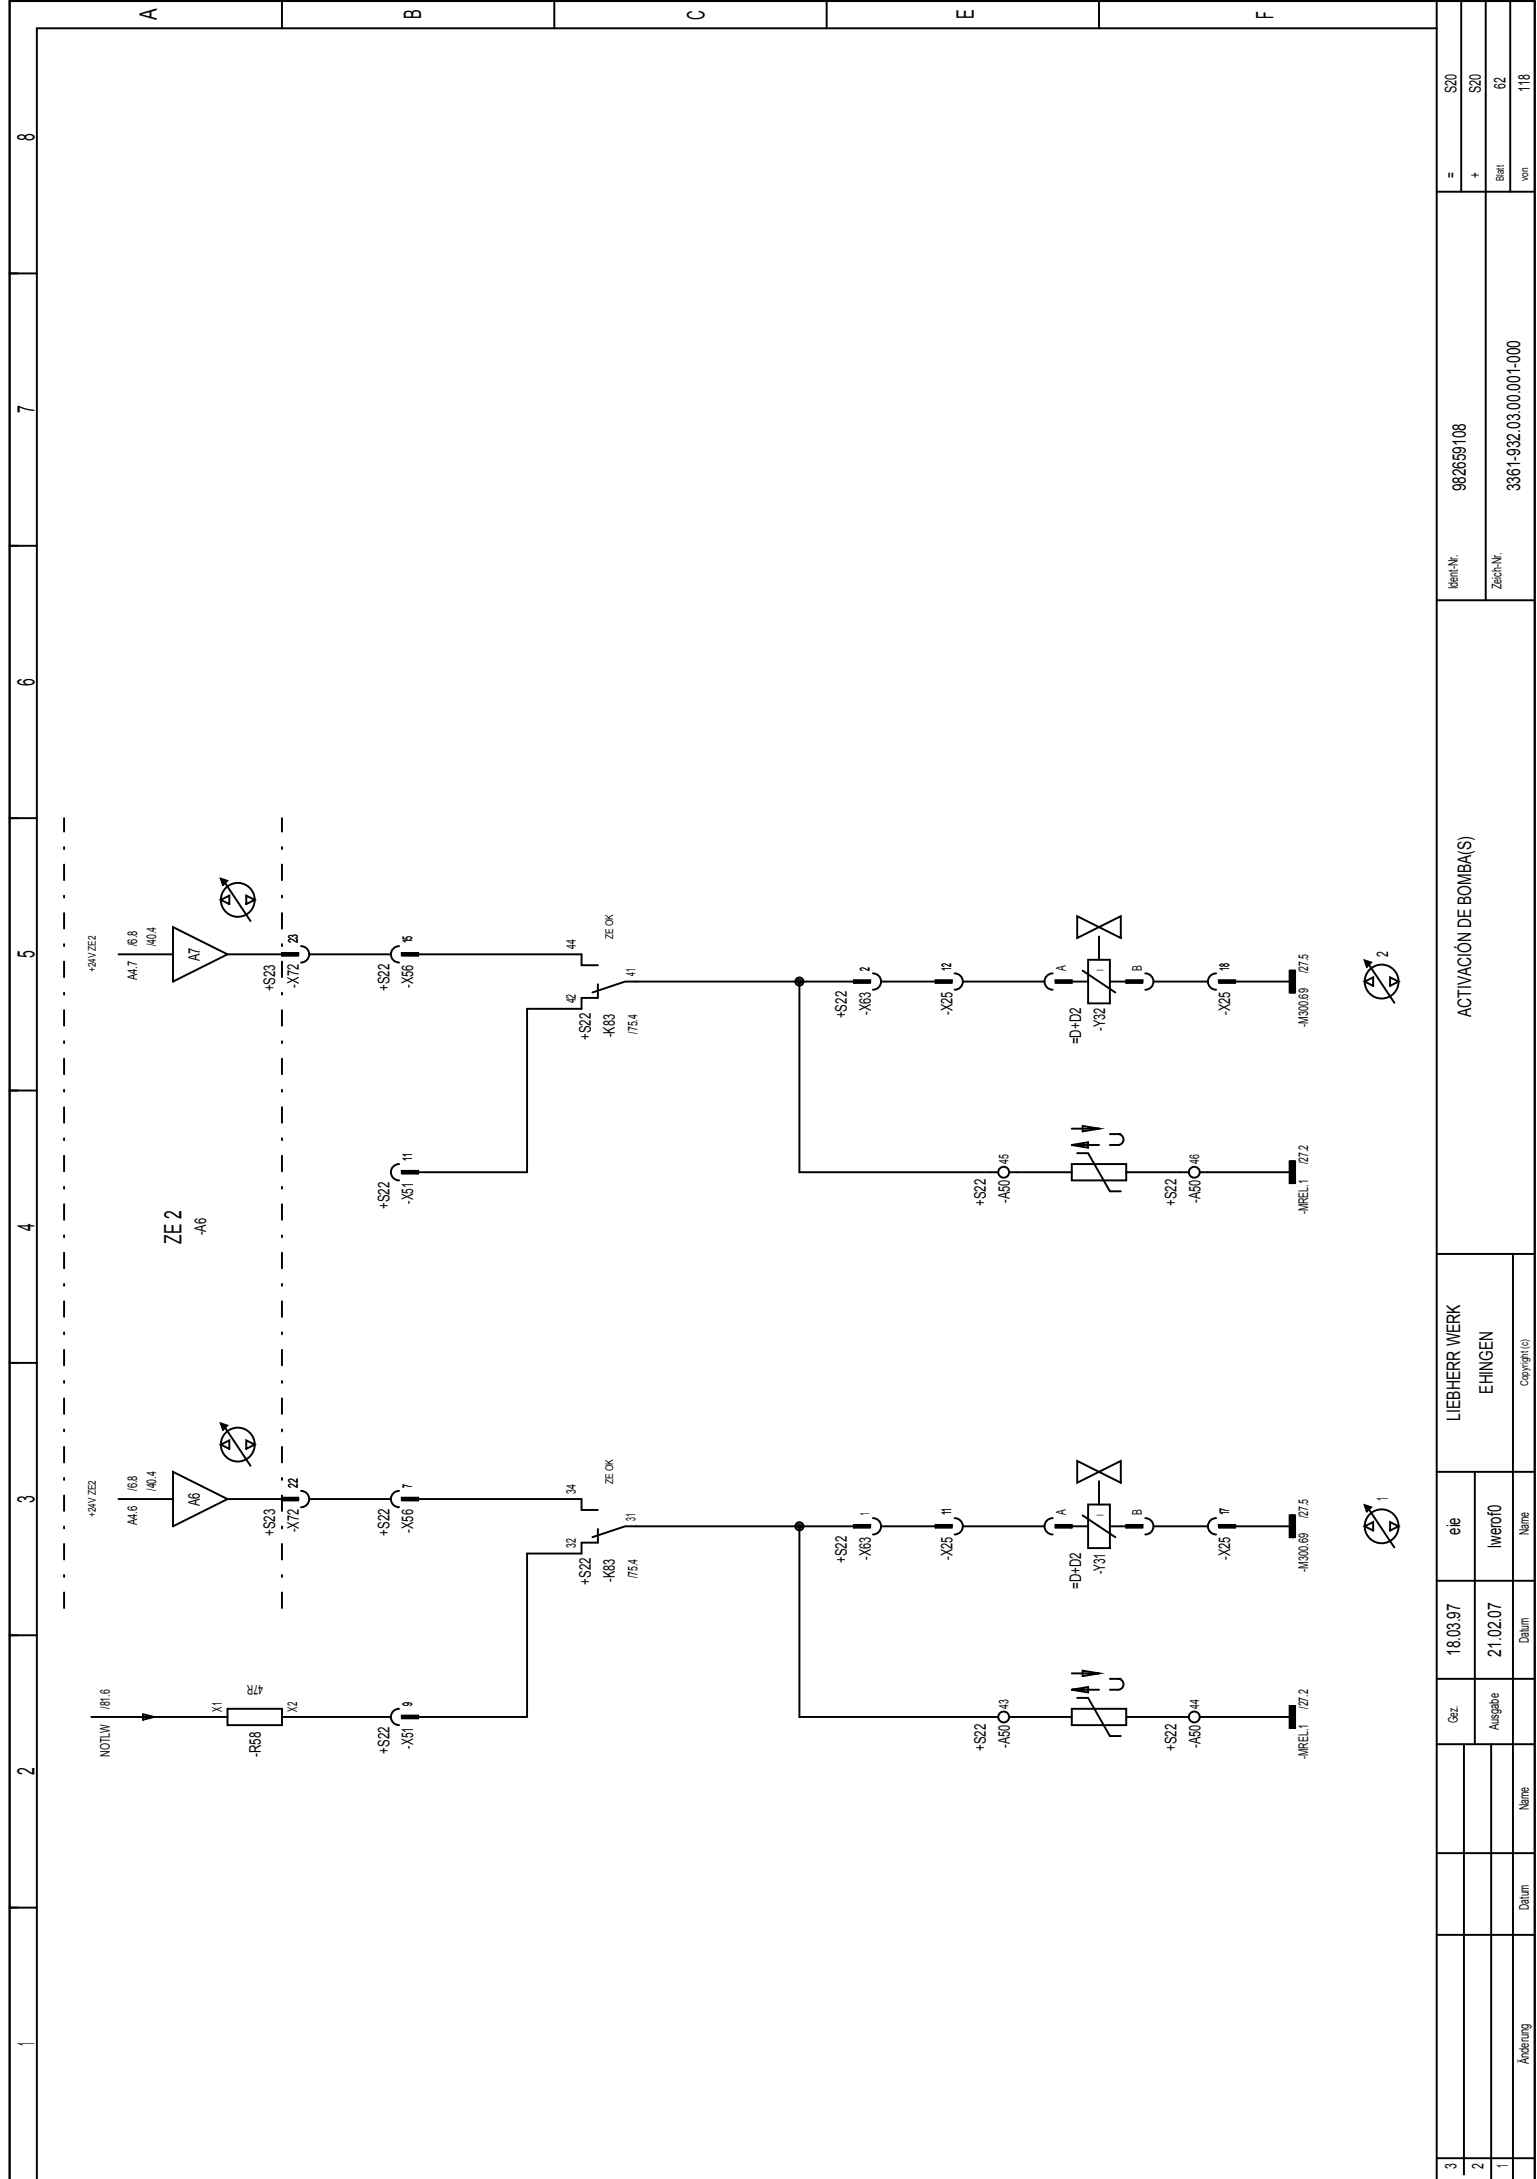 1 2 3 4 5 6 7 8
A
B
C
E
F
NOTLW /81.6
X1
-R58
47R
X2
+S22
-X51 9
+24V ZE2
A4.6 /6.8
/40.4
A6
+S23
-X72 22
+S22
-X56 7
34
32
+S22
-K83
/75.4
31
ZE OK
ZE 2
-A6
+S22
-X51 11
+24V ZE2
A4.7 /6.8
/40.4
A7
+S23
-X72 23
+S22
-X56 15
44
42
+S22
-K83
/75.4
41
ZE OK
+S22
-X63 1
-X25 11
+S22
-A50 43
U
+S22
-A50 44
-MREL.1 /27.2
=D+D2
-Y31
A
B
-X25 17
-M300.69 /27.5
1
+S22
-A50 45
U
+S22
-A50 46
-MREL.1 /27.2
+S22
-X63 2
-X25 12
=D+D2
-Y32
A
B
-X25 18
-M300.69 /27.5
2
3
2
1
Änderung
Datum
Name
Gez. 18.03.97 eie
Ausgabe 21.02.07 lwerof0
Datum Name
LIEBHERR WERK
EHINGEN
Copyright (c)
ACTIVACIÓN DE BOMBA(S)
Ident-Nr. 982659108
Zeich-Nr. 3361-932.03.00.001-000
= S20
+ S20
Blatt 62
von 118